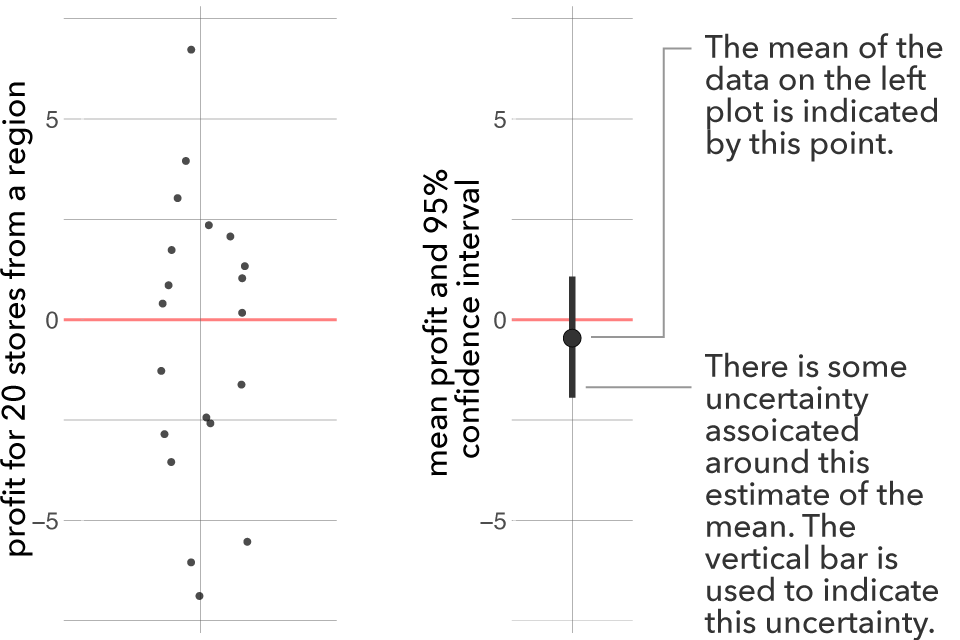 profit for 20 stores from a region
5
0
–5
mean profit and 95%
confidence interval
5
0
–5
The mean of the
data on the left
plot is indicated
by this point.
There is some
uncertainty
assoicated
around this
estimate of the
mean. The
vertical bar is
used to indicate
this uncertainty.